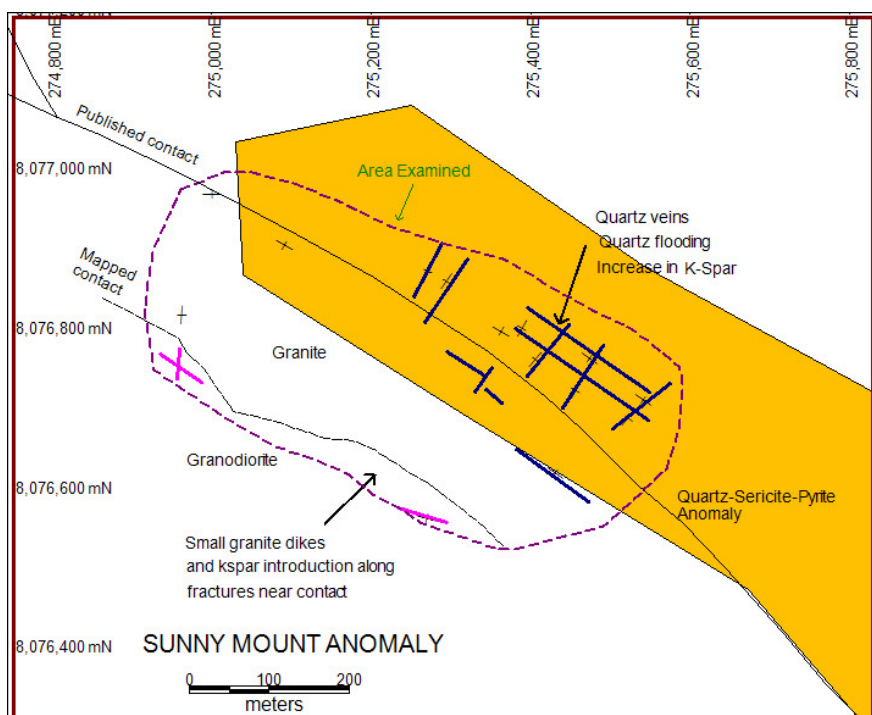 274,800 mE
275,000 mE
275,200 mE
275,400 mE
275,600 mE
275,800 mE
Published contact
8,077,000 mN
Area Examined
Quartz veins
Quartz flooding
Increase in K-Spar
Mapped
contact
8,076,800 mN
Granite
Granodiorite
8,076,600 mN
Quartz-Sericite-Pyrite
Anomaly
Small granite dikes
and kspar introduction along
fractures near contact
8,076,400 mN
SUNNY MOUNT ANOMALY
0 100 200
meters